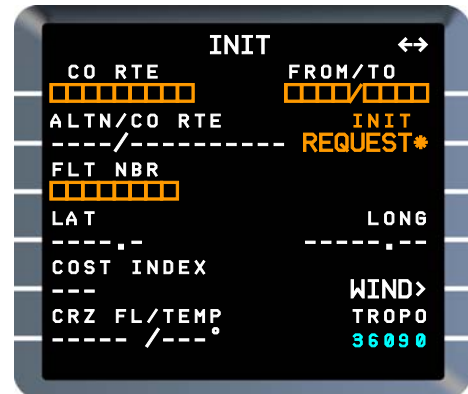 INIT ↔
CO RTE FROM/TO
□□□□□□□□□□ □□□□/□□□□
ALTN/CO RTE INIT
----/---------- REQUEST*
FLT NBR
□□□□□□□□
LAT LONG
----.- -----.--
COST INDEX
---
WIND>
CRZ FL/TEMP TROPO
----- /---° 36090